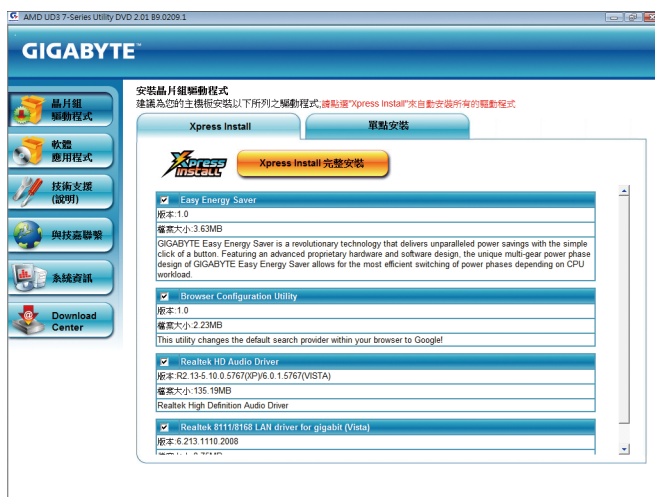 AMD UD3 7-Series Utility DVD 2.01 B9.0209.1
GIGABYTE™
晶片組
驅動程式
軟體
應用程式
技術支援
(說明)
與技嘉聯繫
系統資訊
Download
Center
安裝晶片組驅動程式
建議為您的主機板安裝以下所列之驅動程式;請點選"Xpress Install"來自動安裝所有的驅動程式
Xpress Install
單點安裝
Xpress
INSTALL
Xpress Install 完整安裝
Easy Energy Saver
版本:1.0
檔案大小:3.63MB
GIGABYTE Easy Energy Saver is a revolutionary technology that delivers unparalleled power savings with the simple
click of a button. Featuring an advanced proprietary hardware and software design, the unique multi-gear power phase
design of GIGABYTE Easy Energy Saver allows for the most efficient switching of power phases depending on CPU
workload.
Browser Configuration Utility
版本:1.0
檔案大小:2.23MB
This utility changes the default search provider within your browser to Google!
Realtek HD Audio Driver
版本:R2.13-5.10.0.5767(XP)/6.0.1.5767(VISTA)
檔案大小:135.19MB
Realtek High Definition Audio Driver
Realtek 8111/8168 LAN driver for gigabit (Vista)
版本:6.213.1110.2008